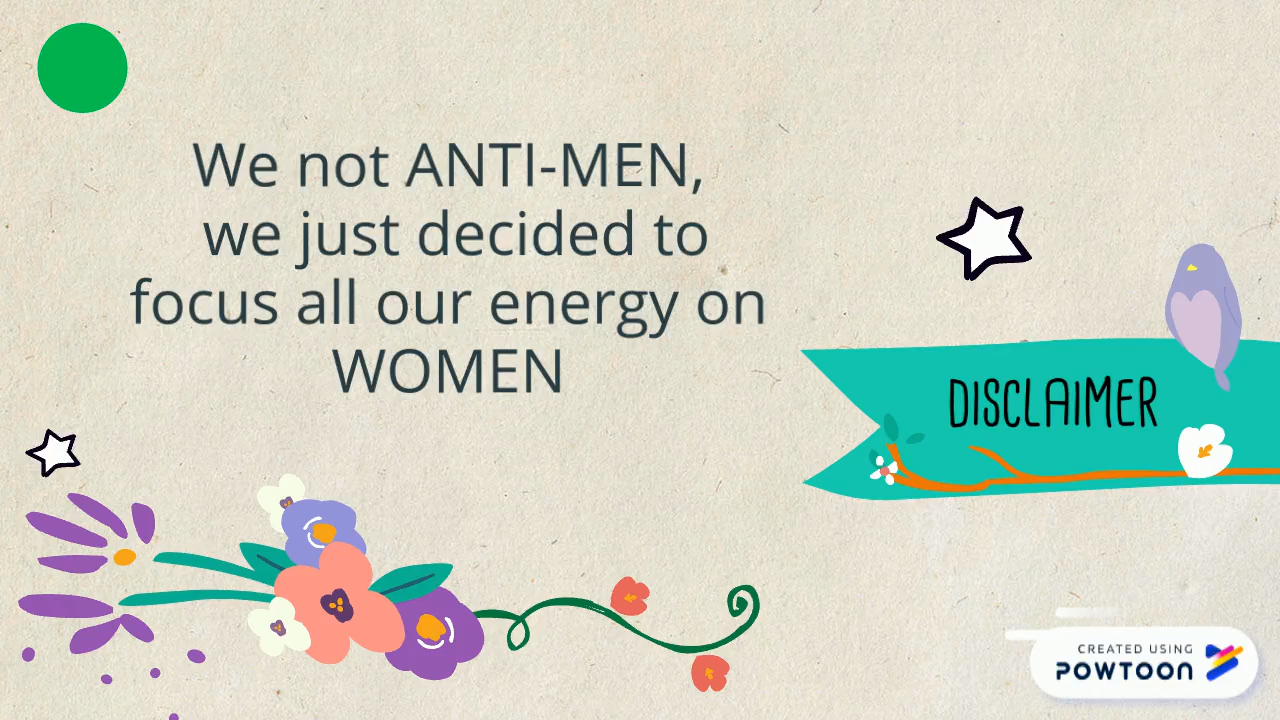 We not ANTI-MEN,
we just decided to
focus all our energy on
WOMEN
DISCLAIMER
CREATED USING
POWTOON